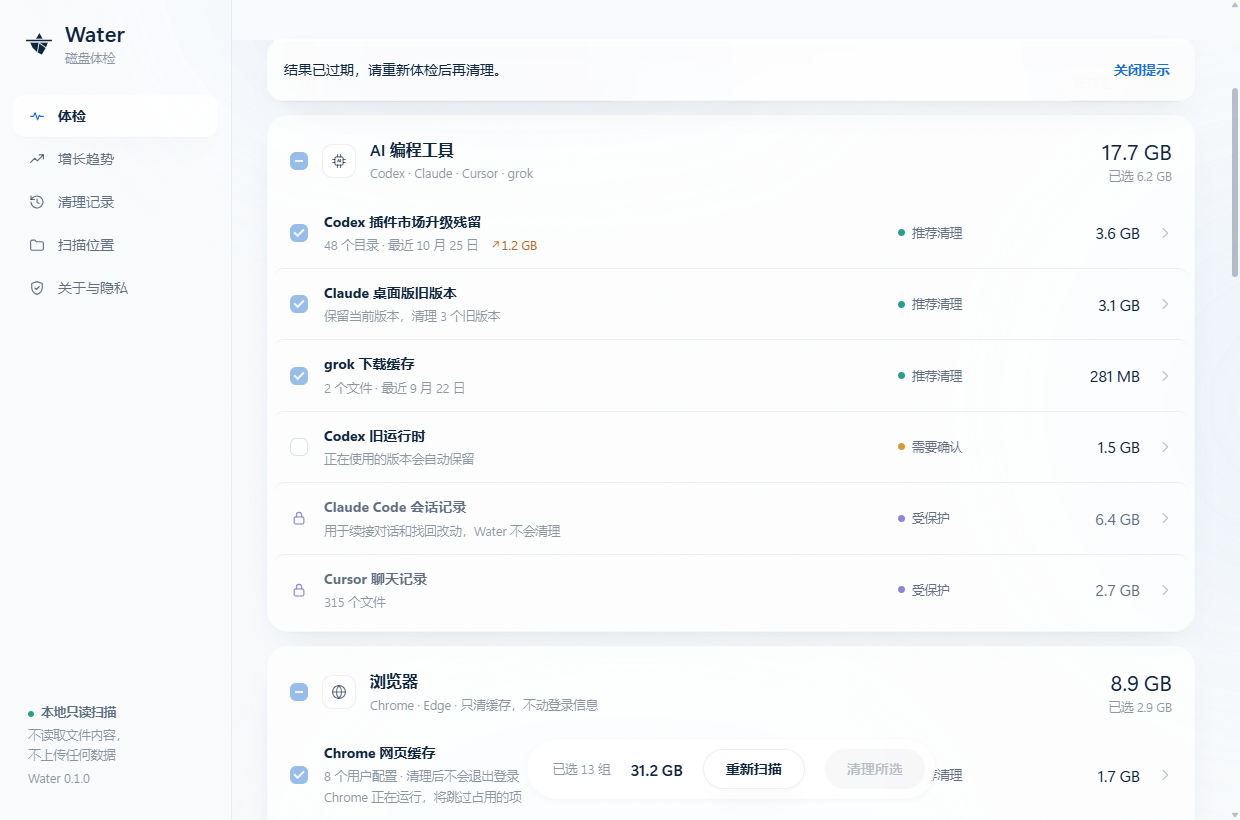 Water
磁盘体检
体检
增长趋势
清理记录
扫描位置
关于与隐私
本地只读扫描
不读取文件内容，
不上传任何数据
Water 0.1.0
结果已过期，请重新体检后再清理。
关闭提示
AI 编程工具
17.7 GB
Codex · Claude · Cursor · grok
已选 6.2 GB
Codex 插件市场升级残留
48 个目录 · 最近 10 月 25 日 ↗1.2 GB
推荐清理
3.6 GB
Claude 桌面版旧版本
保留当前版本，清理 3 个旧版本
推荐清理
3.1 GB
grok 下载缓存
2 个文件 · 最近 9 月 22 日
推荐清理
281 MB
Codex 旧运行时
正在使用的版本会自动保留
需要确认
1.5 GB
Claude Code 会话记录
用于续接对话和找回改动，Water 不会清理
受保护
6.4 GB
Cursor 聊天记录
315 个文件
受保护
2.7 GB
浏览器
8.9 GB
Chrome · Edge · 只清缓存，不动登录信息
已选 2.9 GB
Chrome 网页缓存
8 个用户配置 · 清理后不会退出登录
Chrome 正在运行，将跳过占用的项
清理
1.7 GB
已选 13 组
31.2 GB
重新扫描
清理所选